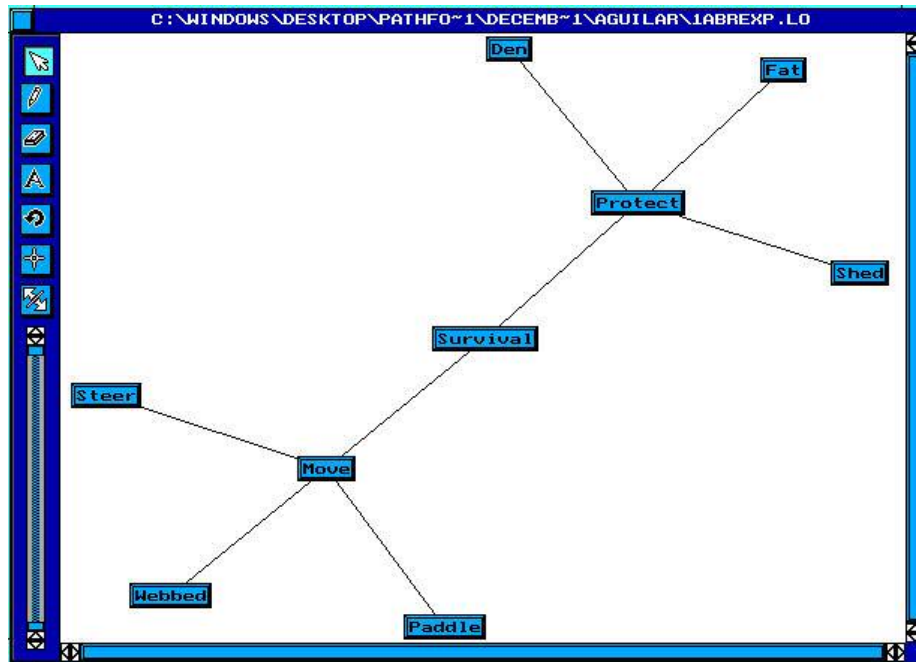 C:\WINDOWS\DESKTOP\PATHFO~1\DECEMB~1\AGUILAR\1ABREXP.LO
Den
Fat
A
Protect
Shed
Survival
Steer
Move
Webbed
Paddle